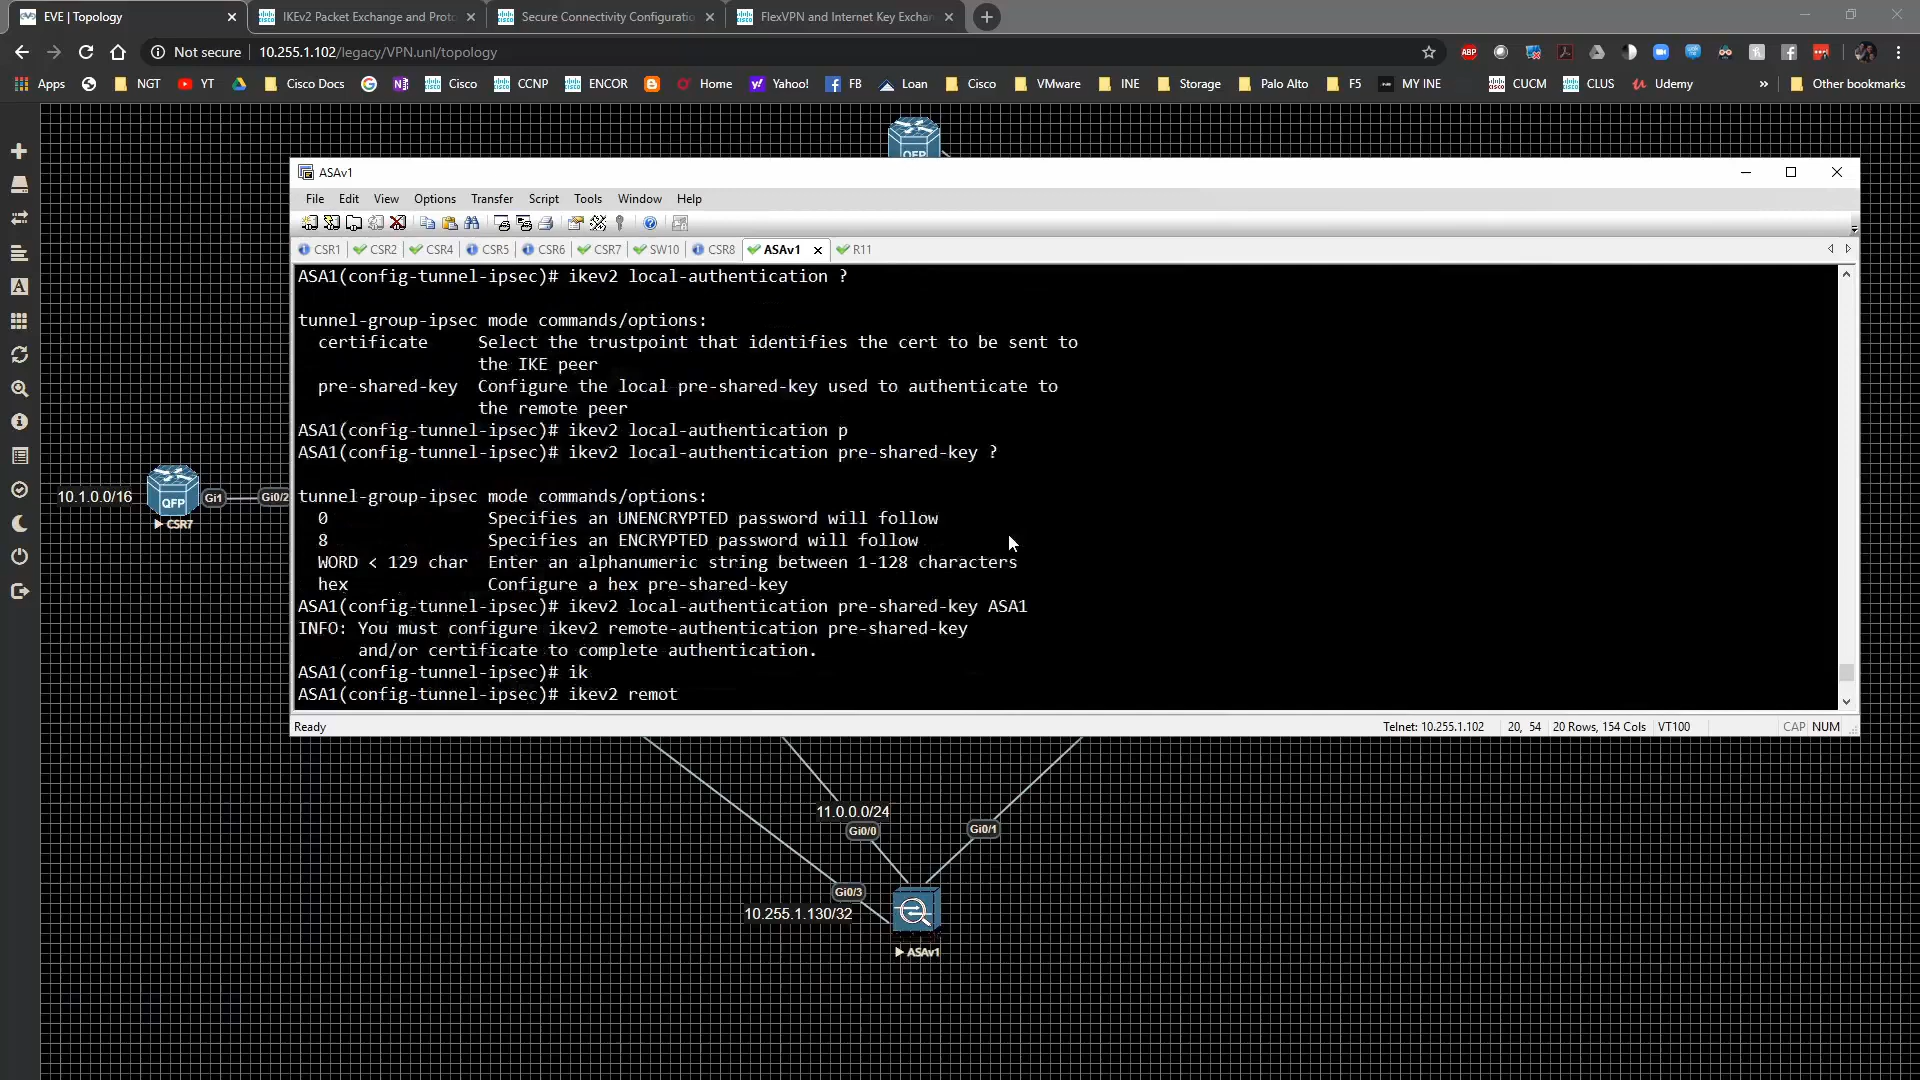 EVE | Topology
IKEv2 Packet Exchange and Proto
Secure Connectivity Configuratio
FlexVPN and Internet Key Exchan
Not secure
10.255.1.102/legacy/VPN.unl/topology
ABP
Apps
NGT
YT
Cisco Docs
Cisco
CCNP
ENCOR
Home
Yahoo!
FB
Loan
Cisco
VMware
INE
Storage
Palo Alto
F5
MY INE
CUCM
CLUS
Udemy
»
Other bookmarks
QFP
ASAv1
File Edit View Options Transfer Script Tools Window Help
CSR1 CSR2 CSR4 CSR5 CSR6 CSR7 SW10 CSR8 ASAv1 R11
ASA1(config-tunnel-ipsec)# ikev2 local-authentication ?
tunnel-group-ipsec mode commands/options:
certificate Select the trustpoint that identifies the cert to be sent to
the IKE peer
pre-shared-key Configure the local pre-shared-key used to authenticate to
the remote peer
ASA1(config-tunnel-ipsec)# ikev2 local-authentication p
ASA1(config-tunnel-ipsec)# ikev2 local-authentication pre-shared-key ?
tunnel-group-ipsec mode commands/options:
0 Specifies an UNENCRYPTED password will follow
8 Specifies an ENCRYPTED password will follow
WORD < 129 char Enter an alphanumeric string between 1-128 characters
hex Configure a hex pre-shared-key
ASA1(config-tunnel-ipsec)# ikev2 local-authentication pre-shared-key ASA1
INFO: You must configure ikev2 remote-authentication pre-shared-key
and/or certificate to complete authentication.
ASA1(config-tunnel-ipsec)# ik
ASA1(config-tunnel-ipsec)# ikev2 remot
Ready
Telnet: 10.255.1.102
20, 54
20 Rows, 154 Cols
VT100
CAP NUM
10.1.0.0/16
QFP
Gi1
Gi0/2
CSR7
11.0.0.0/24
Gi0/0
Gi0/1
Gi0/3
10.255.1.130/32
ASAv1